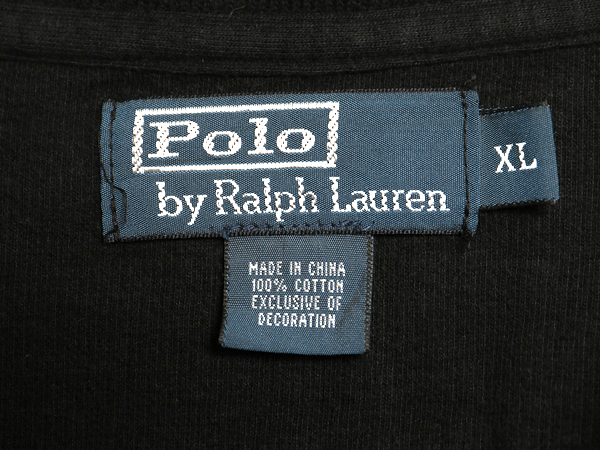 Polo
by Ralph Lauren
XL
MADE IN CHINA
100% COTTON
EXCLUSIVE OF
DECORATION